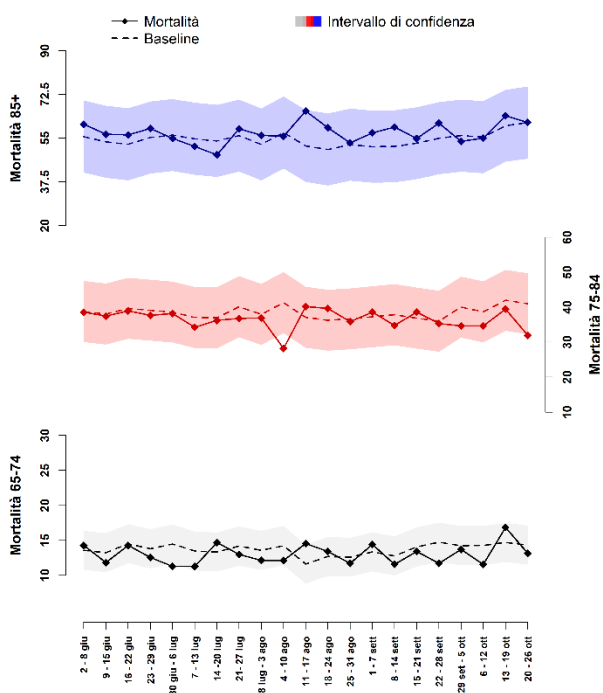 Mortalità
Intervallo di confidenza
Baseline
Mortalità 85+
90
72.5
55
37.5
20
Mortalità 75-84
60
50
40
30
20
10
Mortalità 65-74
30
25
20
15
10
2 - 8 giu
9 - 15 giu
16 - 22 giu
23 - 29 giu
30 giu - 6 lug
7 - 13 lug
14 - 20 lug
21 - 27 lug
8 lug - 3 ago
4 - 10 ago
11 - 17 ago
18 - 24 ago
25 - 31 ago
1 - 7 sett
8 - 14 sett
15 - 21 sett
22 - 28 sett
29 set - 5 ott
6 - 12 ott
13 - 19 ott
20 - 26 ott